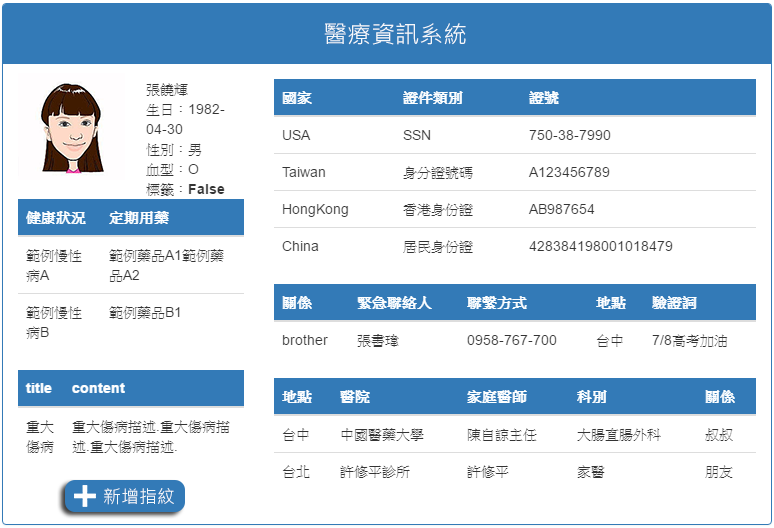 醫療資訊系統
張鐃輝
生日：1982-
04-30
性別：男
血型：O
標籤：False
健康狀況 定期用藥
範例慢性 範例藥品A1範例藥
病A 品A2
範例慢性 範例藥品B1
病B
title content
重大 重大傷病描述.重大傷病描
傷病 述.重大傷病描述.
新增指紋
國家 證件類別 證號
USA SSN 750-38-7990
Taiwan 身分證號碼 A123456789
HongKong 香港身份證 AB987654
China 居民身份證 428384198001018479
關係 緊急聯絡人 聯繫方式 地點 驗證詞
brother 張書瑋 0958-767-700 台中 7/8高考加油
地點 醫院 家庭醫師 科別 關係
台中 中國醫藥大學 陳自諒主任 大腸直腸外科 叔叔
台北 許修平診所 許修平 家醫 朋友